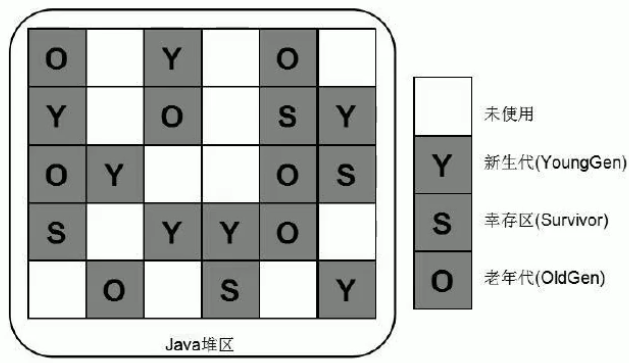 O Y O
Y O S Y
O Y O S
S Y Y O
O S Y
Java堆区
未使用
Y 新生代(YoungGen)
S 幸存区(Survivor)
O 老年代(OldGen)